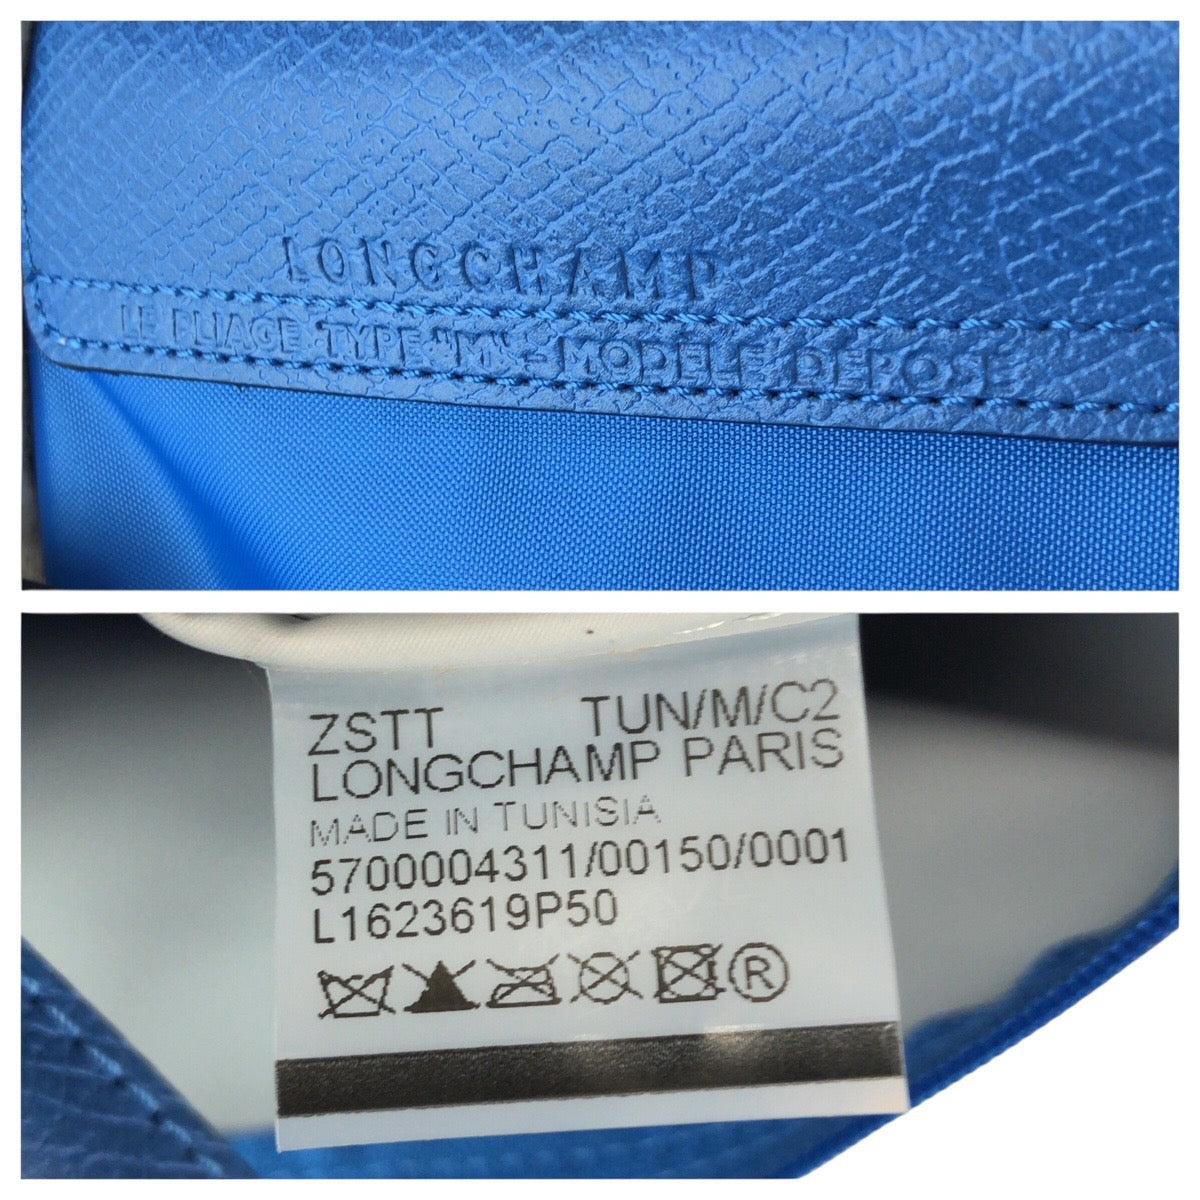 LONGCHAMP
LE PLIAGE TYPE "M" - MODELE DEPOSE
ZSTT TUN/M/C2
LONGCHAMP PARIS
MADE IN TUNISIA
5700004311/00150/0001
L1623619P50
®